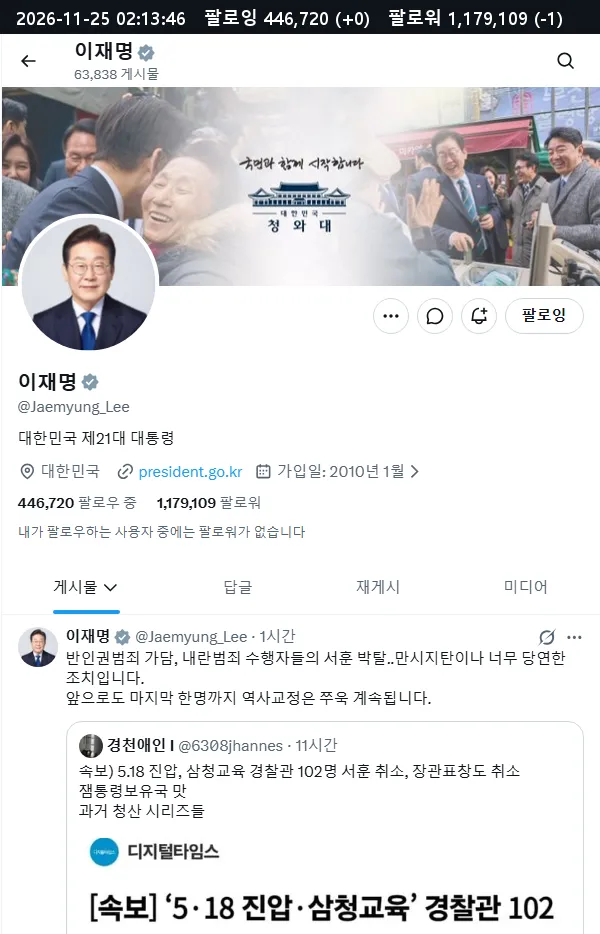 2026-11-25 02:13:46 팔로잉 446,720 (+0) 팔로워 1,179,109 (-1)
이재명
63,838 게시물
국민과 함께 시작합니다
대한민국
청와대
팔로잉
이재명
@Jaemyung_Lee
대한민국 제21대 대통령
대한민국 president.go.kr 가입일: 2010년 1월
446,720 팔로우 중 1,179,109 팔로워
내가 팔로우하는 사용자 중에는 팔로워가 없습니다
게시물 답글 재게시 미디어
이재명 @Jaemyung_Lee · 1시간
반인권범죄 가담, 내란범죄 수행자들의 서훈 박탈..만시지탄이나 너무 당연한
조치입니다.
앞으로도 마지막 한명까지 역사교정은 쭈욱 계속됩니다.
경천애인 I @6308jhannes · 11시간
속보) 5.18 진압, 삼청교육 경찰관 102명 서훈 취소, 장관표창도 취소
잼통령보유국 맛
과거 청산 시리즈들
디지털타임스
[속보] ‘5·18 진압·삼청교육’ 경찰관 102